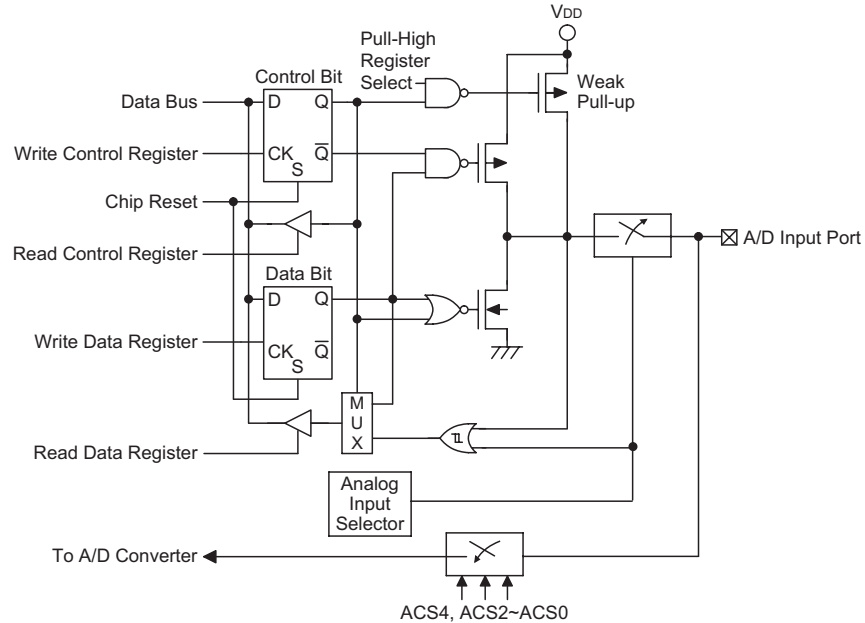 VDD
Pull-High
Register
Select
Weak
Pull-up
Control Bit
Data Bus
D
Q
Write Control Register
CK
Q̅
S
Chip Reset
Read Control Register
A/D Input Port
Data Bit
D
Q
Write Data Register
CK
Q̅
S
M
U
X
Read Data Register
Analog
Input
Selector
To A/D Converter
ACS4, ACS2~ACS0